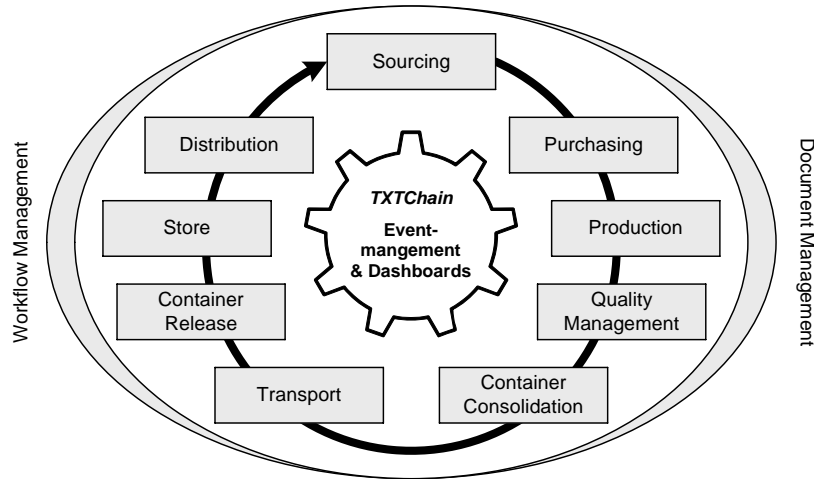 Sourcing
Distribution
Purchasing
TXTChain
Event-
mangement
& Dashboards
Store
Production
Container
Release
Quality
Management
Transport
Container
Consolidation
Workflow Management
Document Management